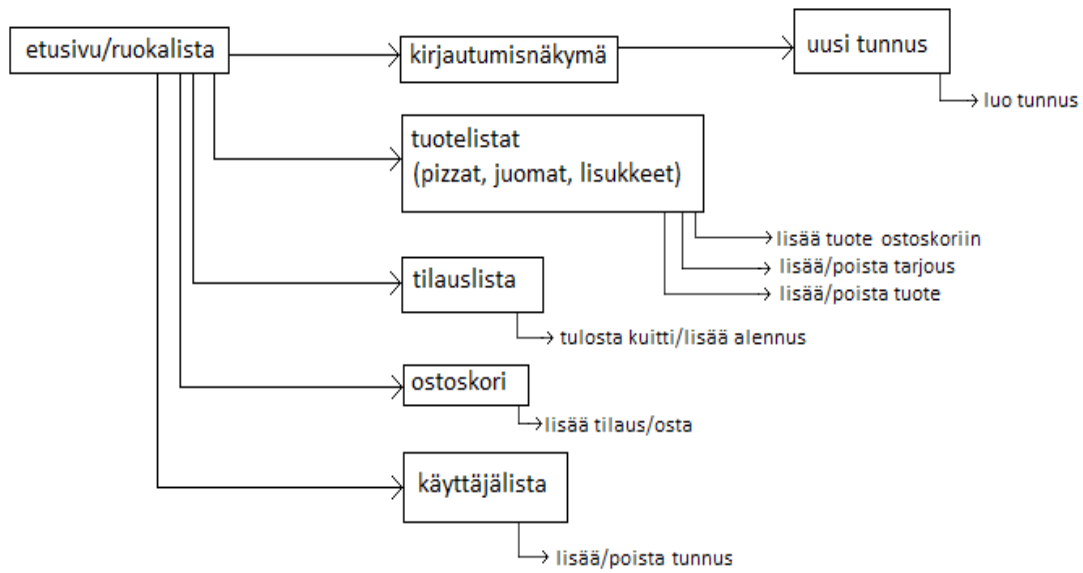 etusivu/ruokalista
kirjautumisnäkymä
uusi tunnus
luo tunnus
tuotelistat
(pizzat, juomat, lisukkeet)
lisää tuote ostoskoriin
lisää/poista tarjous
lisää/poista tuote
tilauslista
tulosta kuitti/lisää alennus
ostoskori
lisää tilaus/osta
käyttäjälista
lisää/poista tunnus